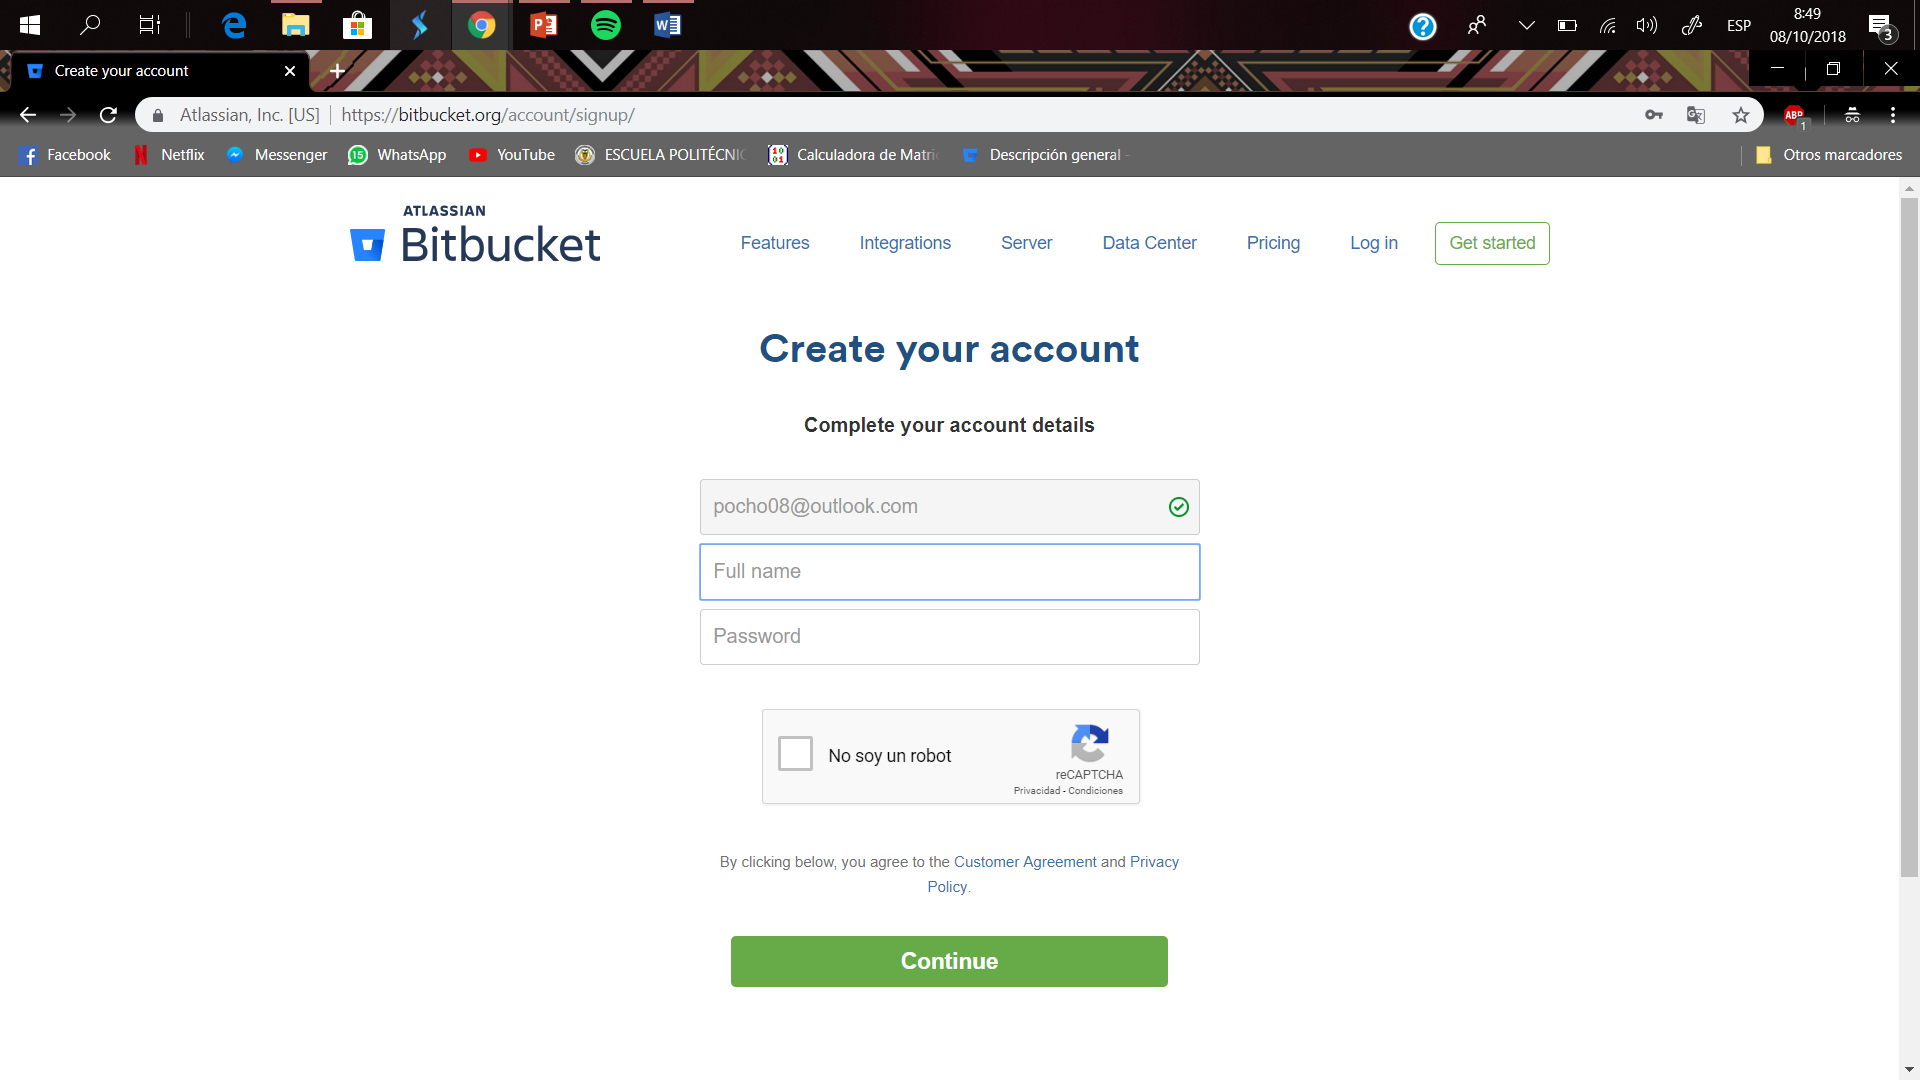 ESP
8:49
08/10/2018
3
Create your account
Atlassian, Inc. [US]
https://bitbucket.org/account/signup/
ABP
1
Facebook
Netflix
Messenger
15
WhatsApp
YouTube
ESCUELA POLITÉCNIC
Calculadora de Matri
Descripción general -
Otros marcadores
ATLASSIAN
Bitbucket
Features
Integrations
Server
Data Center
Pricing
Log in
Get started
Create your account
Complete your account details
pocho08@outlook.com
Full name
Password
No soy un robot
reCAPTCHA
Privacidad - Condiciones
By clicking below, you agree to the Customer Agreement and Privacy
Policy.
Continue